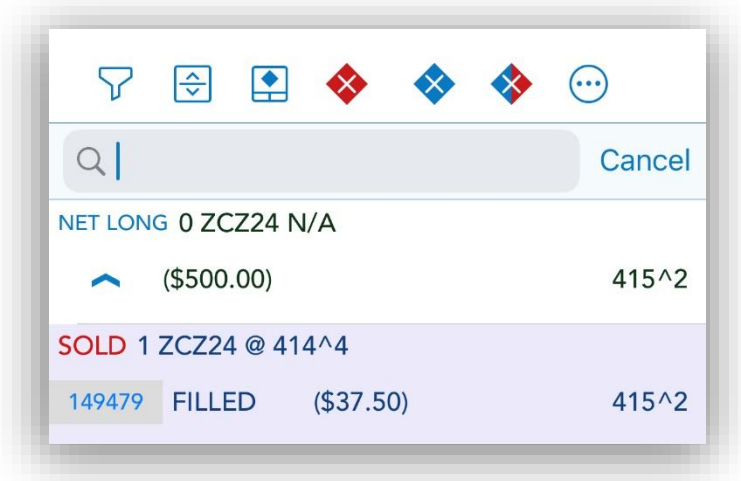 Cancel
NET LONG 0 ZCZ24 N/A
($500.00) 415^2
SOLD 1 ZCZ24 @ 414^4
149479 FILLED ($37.50) 415^2